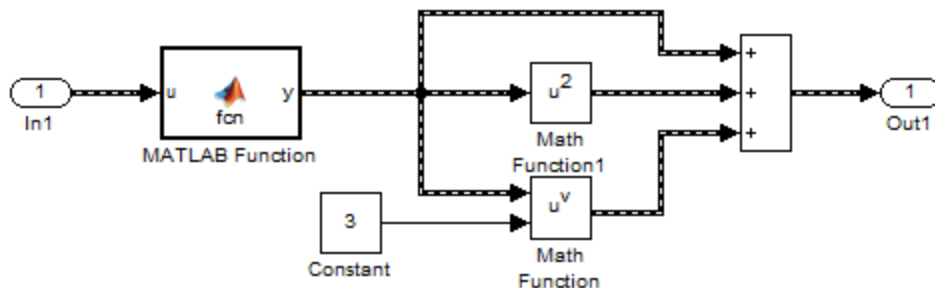 1
In1
u
fcn
y
MATLAB Function
u²
Math
Function1
3
Constant
uᵛ
Math
Function
+
+
+
1
Out1